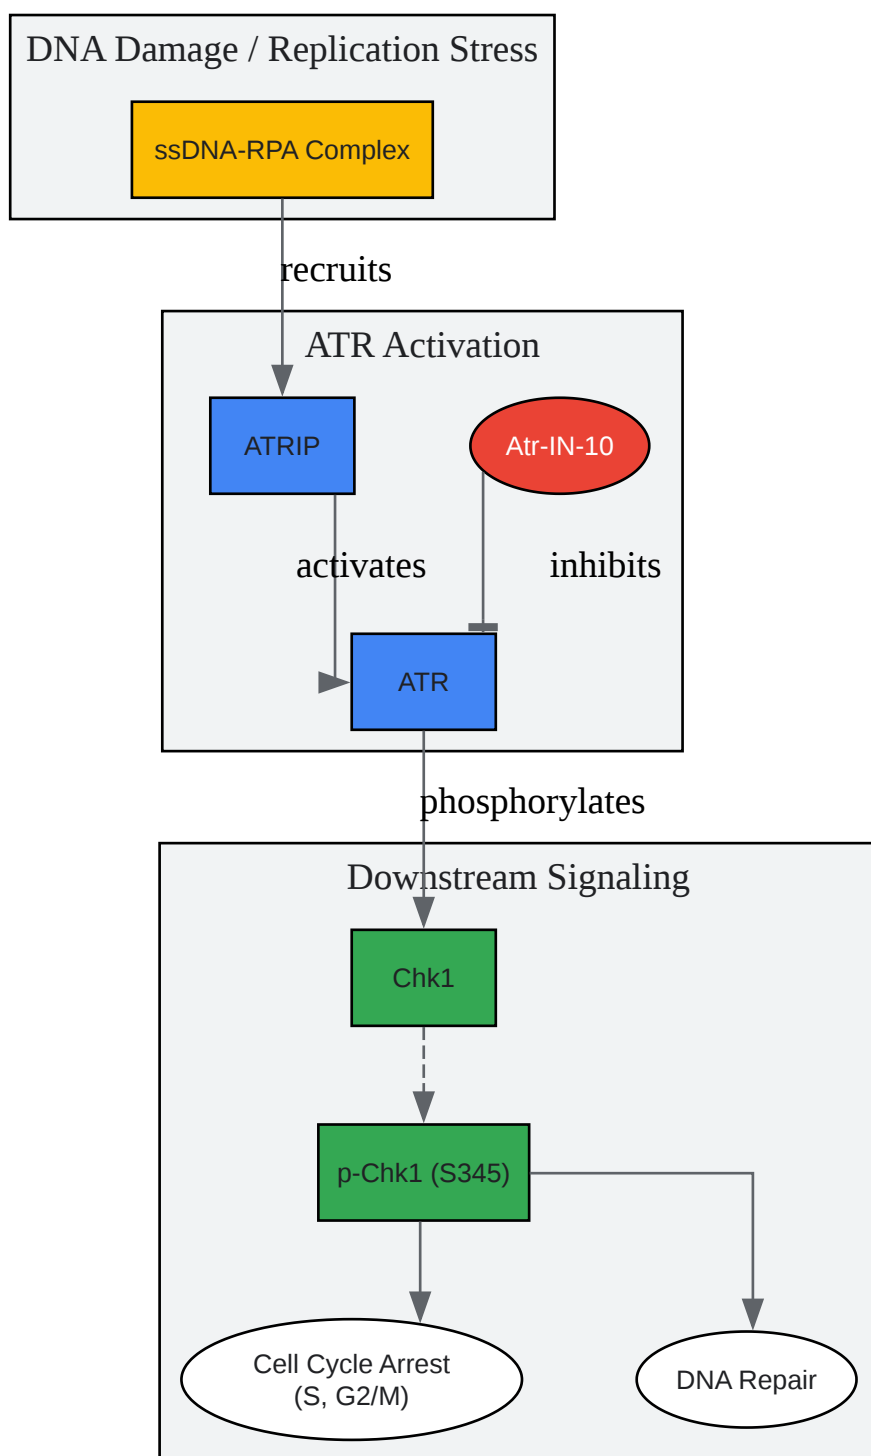 DNA Damage / Replication Stress
ssDNA-RPA Complex
recruits
ATR Activation
ATRIP
Atr-IN-10
activates
inhibits
ATR
phosphorylates
Downstream Signaling
Chk1
p-Chk1 (S345)
Cell Cycle Arrest
(S, G2/M)
DNA Repair